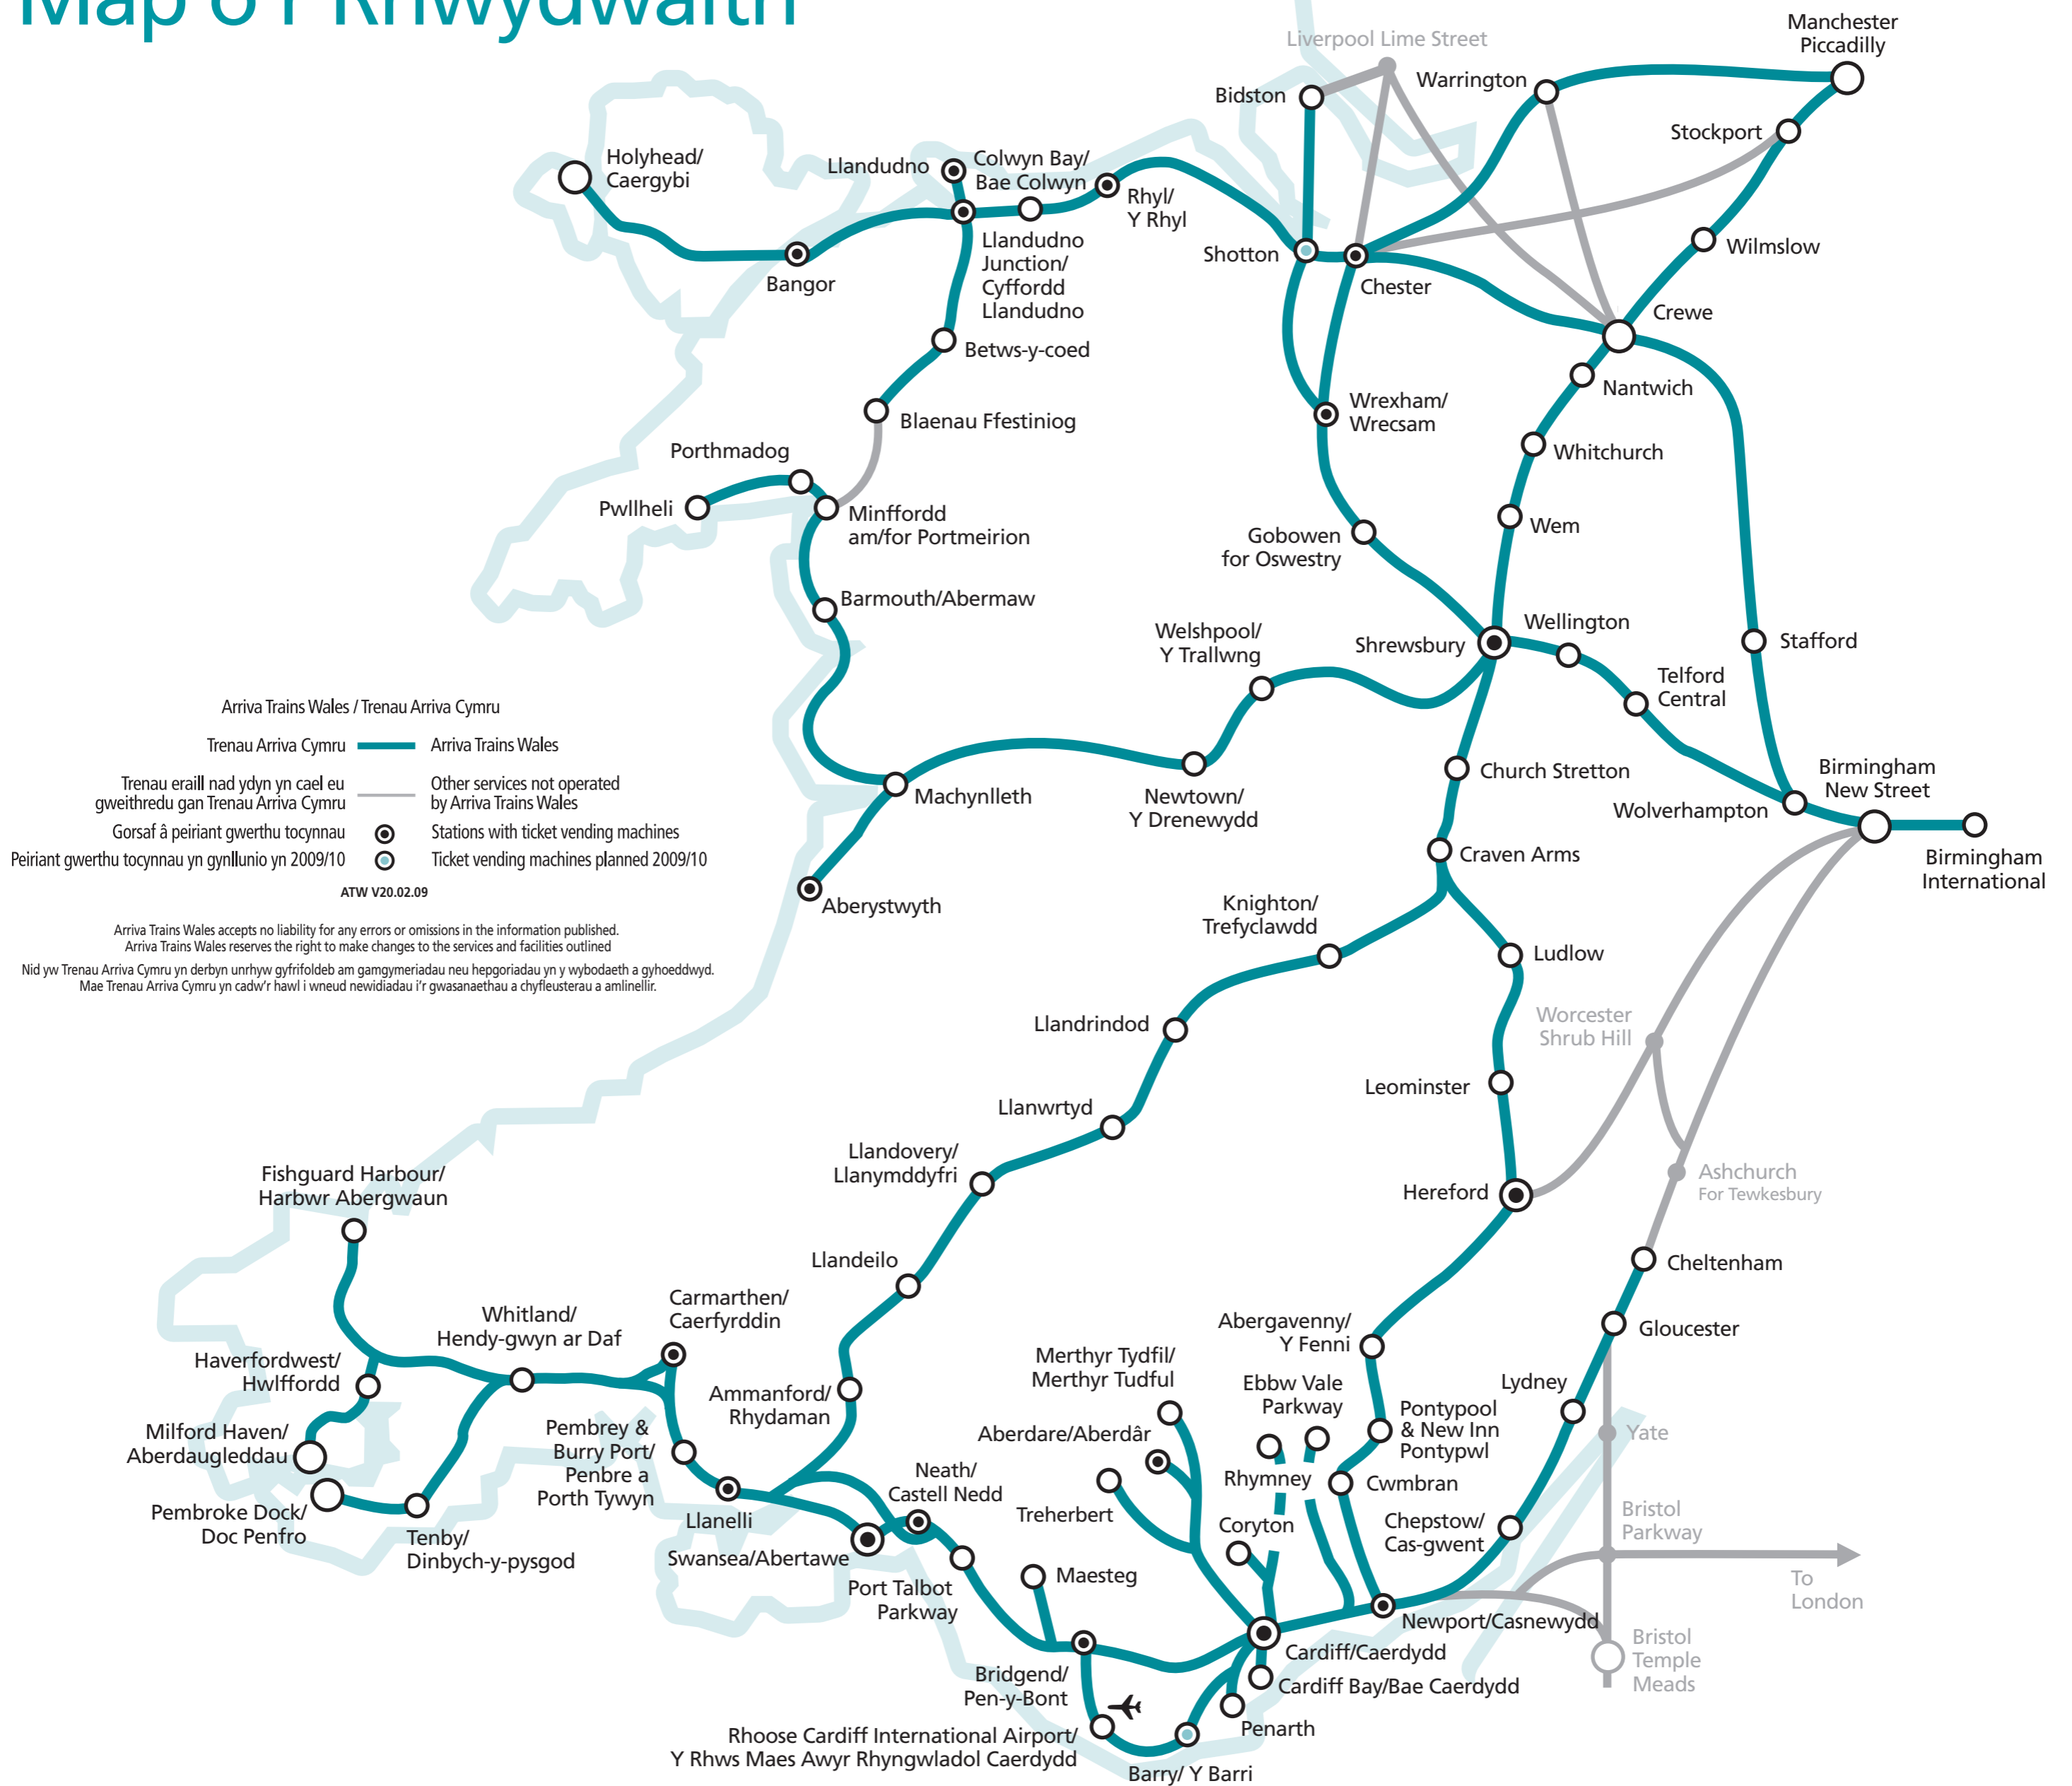 Map o'r Rhwydwaith
Liverpool Lime Street
Manchester
Piccadilly
Bidston
Warrington
Stockport
Holyhead/
Caergybi
Llandudno
Colwyn Bay/
Bae Colwyn
Rhyl/
Y Rhyl
Bangor
Llandudno
Junction/
Cyffordd
Llandudno
Shotton
Chester
Wilmslow
Crewe
Betws-y-coed
Nantwich
Blaenau Ffestiniog
Wrexham/
Wrecsam
Whitchurch
Porthmadog
Pwllheli
Minffordd
am/for Portmeirion
Gobowen
for Oswestry
Wem
Barmouth/Abermaw
Welshpool/
Y Trallwng
Shrewsbury
Wellington
Stafford
Telford
Central
Arriva Trains Wales / Trenau Arriva Cymru
Trenau Arriva Cymru Arriva Trains Wales
Trenau eraill nad ydyn yn cael eu
gweithredu gan Trenau Arriva Cymru
Other services not operated
by Arriva Trains Wales
Gorsaf â peiriant gwerthu tocynnau Stations with ticket vending machines
Peiriant gwerthu tocynnau yn gynllunio yn 2009/10 Ticket vending machines planned 2009/10
ATW V20.02.09
Arriva Trains Wales accepts no liability for any errors or omissions in the information published.
Arriva Trains Wales reserves the right to make changes to the services and facilities outlined
Nid yw Trenau Arriva Cymru yn derbyn unrhyw gyfrifoldeb am gamgymeriadau neu hepgoriadau yn y wybodaeth a gyhoeddwyd.
Mae Trenau Arriva Cymru yn cadw'r hawl i wneud newidiadau i'r gwasanaethau a chyfleusterau a amlinellir.
Machynlleth
Newtown/
Y Drenewydd
Church Stretton
Wolverhampton
Birmingham
New Street
Birmingham
International
Aberystwyth
Craven Arms
Knighton/
Trefyclawdd
Ludlow
Llandrindod
Worcester
Shrub Hill
Leominster
Llanwrtyd
Llandovery/
Llanymddyfri
Fishguard Harbour/
Harbwr Abergwaun
Hereford
Ashchurch
For Tewkesbury
Llandeilo
Cheltenham
Whitland/
Hendy-gwyn ar Daf
Carmarthen/
Caerfyrddin
Abergavenny/
Y Fenni
Gloucester
Haverfordwest/
Hwlffordd
Ammanford/
Rhydaman
Merthyr Tydfil/
Merthyr Tudful
Ebbw Vale
Parkway
Lydney
Milford Haven/
Aberdaugleddau
Pembrey &
Burry Port/
Penbre a
Porth Tywyn
Aberdare/Aberdâr
Pontypool
& New Inn
Pontypwl
Yate
Pembroke Dock/
Doc Penfro
Tenby/
Dinbych-y-pysgod
Llanelli
Neath/
Castell Nedd
Treherbert
Rhymney
Cwmbran
Coryton
Chepstow/
Cas-gwent
Bristol
Parkway
Swansea/Abertawe
Port Talbot
Parkway
Maesteg
To
London
Newport/Casnewydd
Bridgend/
Pen-y-Bont
Cardiff/Caerdydd
Bristol
Temple
Meads
Cardiff Bay/Bae Caerdydd
Penarth
Rhoose Cardiff International Airport/
Y Rhws Maes Awyr Rhyngwladol Caerdydd
Barry/ Y Barri